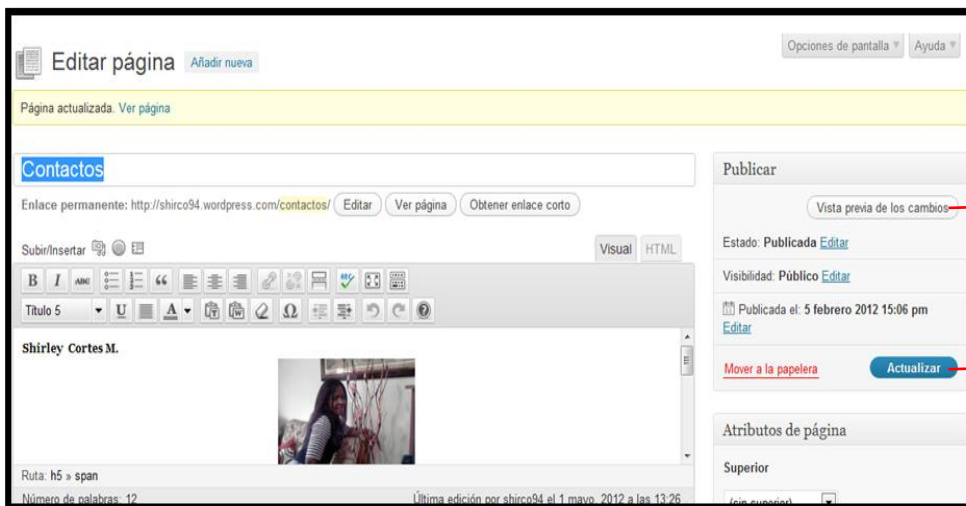 Opciones de pantalla Ayuda
Editar página Añadir nueva
Página actualizada. Ver página
Contactos
Enlace permanente: http://shirco94.wordpress.com/contactos/ Editar Ver página Obtener enlace corto
Subir/Insertar Visual HTML
B I ABC
Título 5 U A T W Ω
Shirley Cortes M.
Ruta: h5 » span
Número de palabras: 12 Última edición por shirco94 el 1 mayo, 2012 a las 13:26
Publicar
Vista previa de los cambios
Estado: Publicada Editar
Visibilidad: Público Editar
Publicada el: 5 febrero 2012 15:06 pm
Editar
Mover a la papelera Actualizar
Atributos de página
Superior
(sin superior)